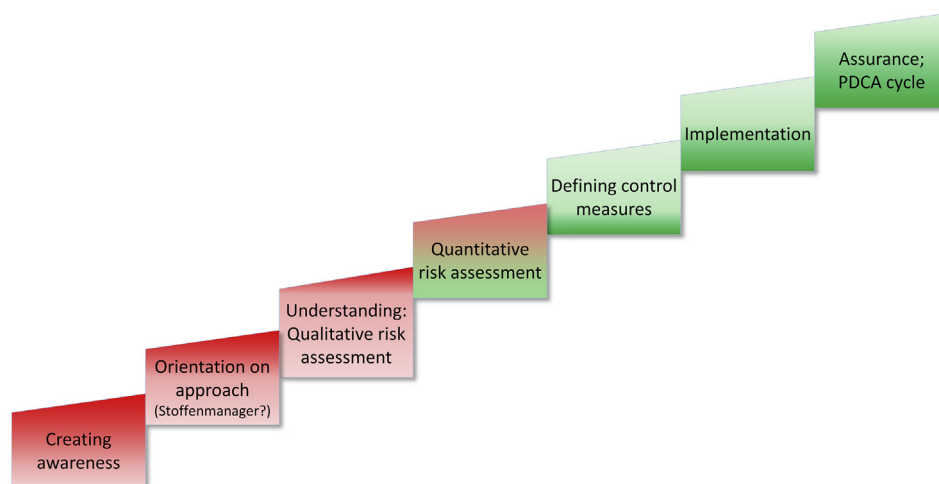 Creating
awareness
Orientation on
approach
(Stoffenmanager?)
Understanding:
Qualitative risk
assessment
Quantitative
risk assessment
Defining control
measures
Implementation
Assurance;
PDCA cycle